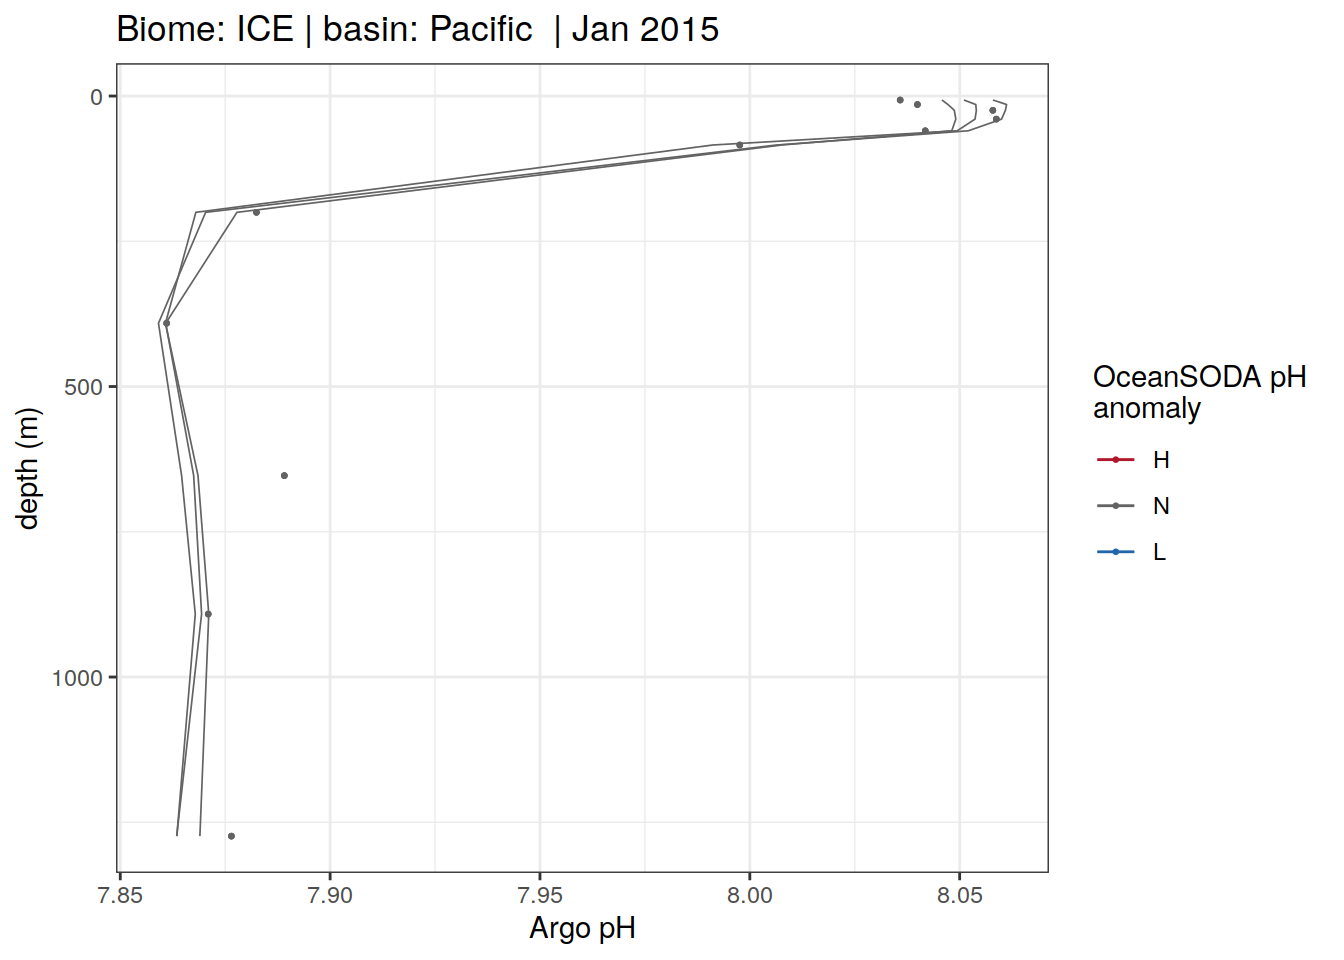 Biome: ICE | basin: Pacific  | Jan 2015
0
500
1000
depth (m)
7.85
7.90
7.95
8.00
8.05
Argo pH
OceanSODA pH
anomaly
H
N
L